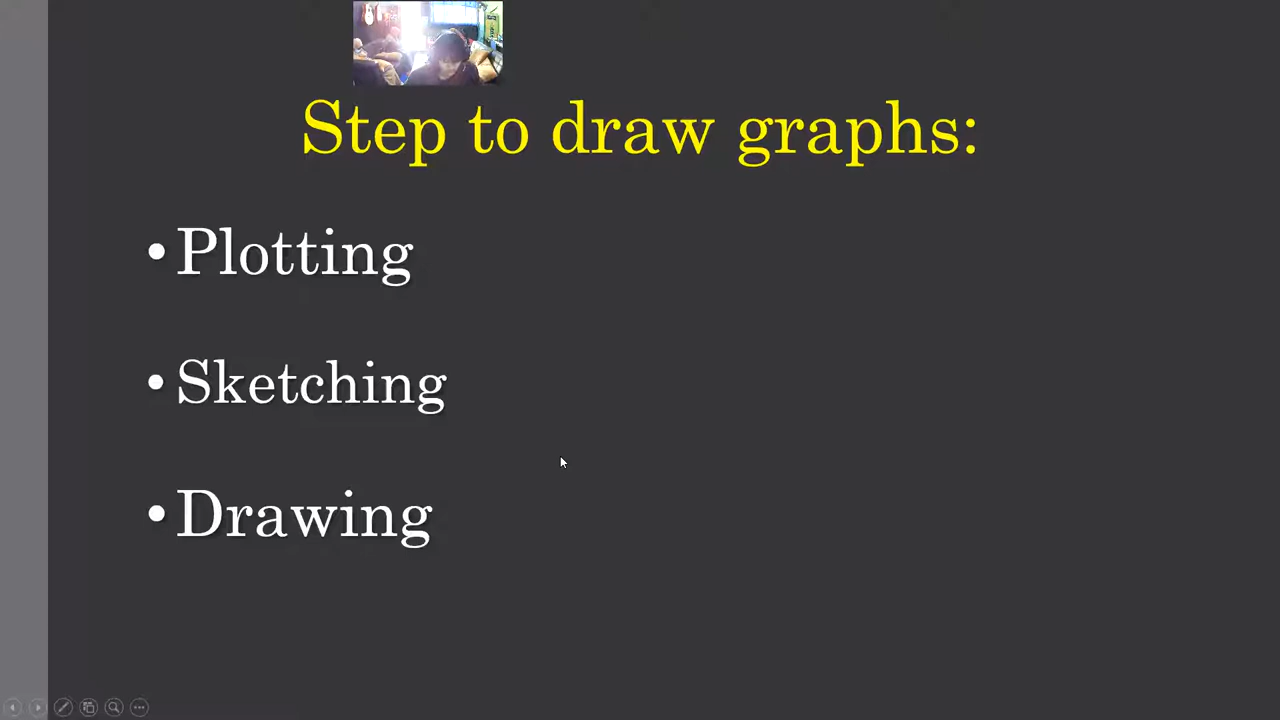 Step to draw graphs:
• Plotting
• Sketching
• Drawing